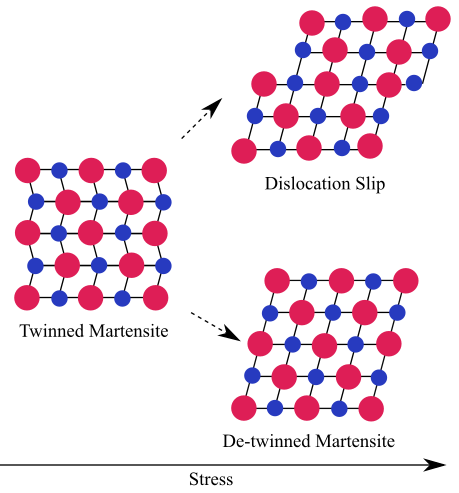 Dislocation Slip
Twinned Martensite
De-twinned Martensite
Stress